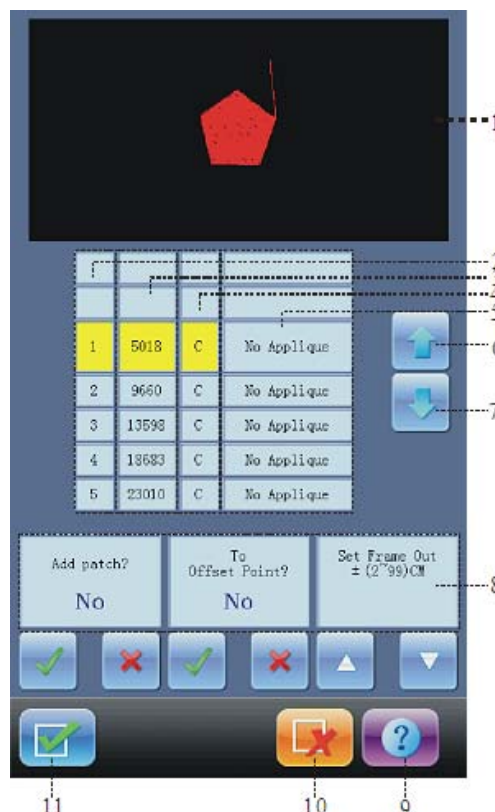 1
2
4
5
1 5018 C No Applique
6
2 9660 C No Applique
7
3 13598 C No Applique
4 18683 C No Applique
5 23010 C No Applique
Add patch?
No
To
Offset Point?
No
Set Frame Out
±(2~99)CM
8
?
11 10 9